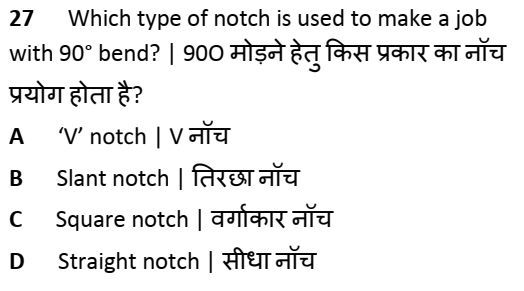 27 Which type of notch is used to make a job
with 90° bend? | 90O मोड़ने हेतु किस प्रकार का नॉच
प्रयोग होता है?
A ‘V’ notch | V नॉच
B Slant notch | तिरछा नॉच
C Square notch | वर्गाकार नॉच
D Straight notch | सीधा नॉच